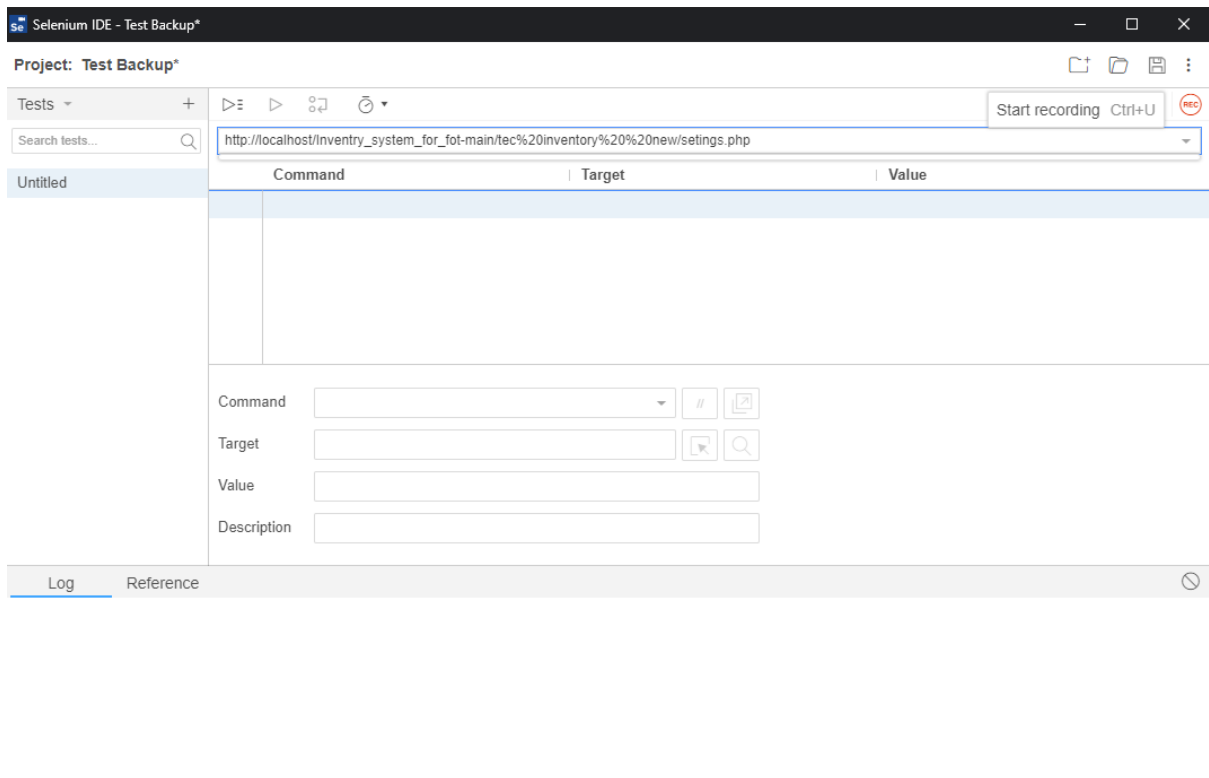 Se Selenium IDE - Test Backup*
Project: Test Backup*
Tests
Start recording Ctrl+U
REC
Search tests...
http://localhost/Inventry_system_for_fot-main/tec%20inventory%20%20new/setings.php
Untitled
Command Target Value
Command
//
Target
Value
Description
Log Reference